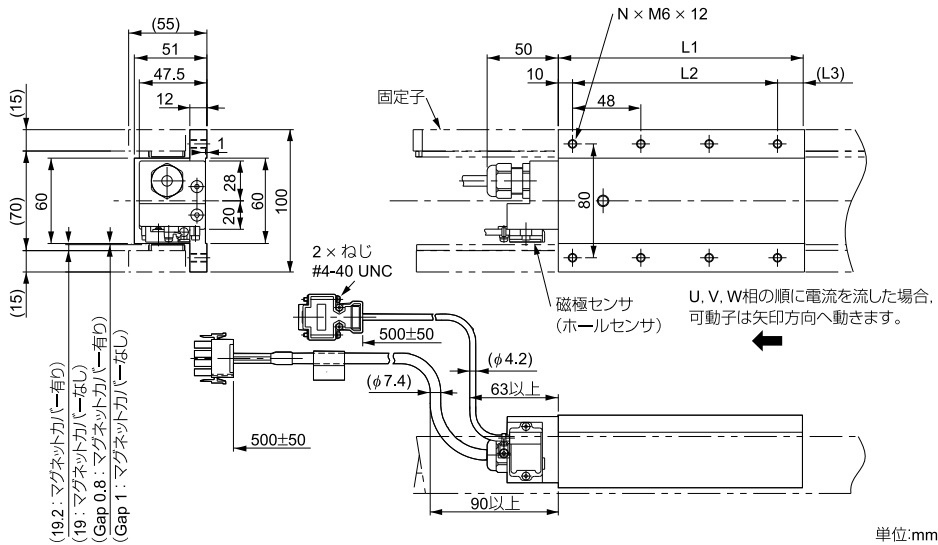 (55)
51
47.5
12
1
(15)
(70)
60
28
20
60
100
(15)
(19.2：マグネットカバー有り)
(19：マグネットカバーなし)
(Gap 0.8：マグネットカバー有り)
(Gap 1：マグネットカバーなし)
N × M6 × 12
50
L1
10
L2
(L3)
48
固定子
80
磁極センサ
(ホールセンサ)
U, V, W相の順に電流を流した場合,
可動子は矢印方向へ動きます。
2 × ねじ
#4-40 UNC
500±50
(φ4.2)
(φ7.4)
63以上
500±50
90以上
単位:mm